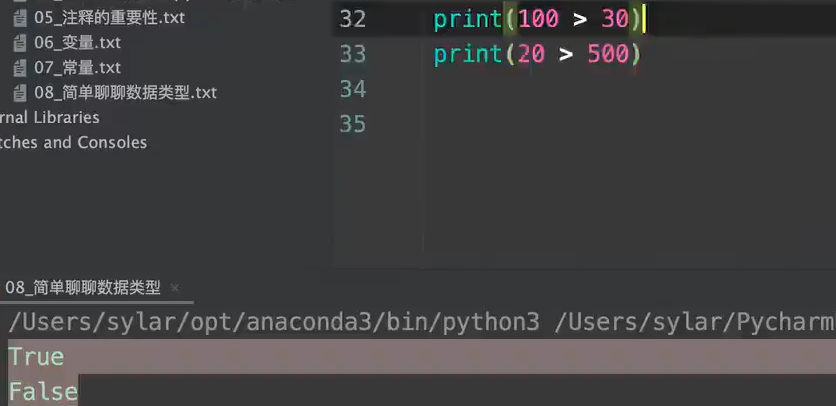 05_注释的重要性.txt
06_变量.txt
07_常量.txt
08_简单聊聊数据类型.txt
rnal Libraries
tches and Consoles
32 print(100 > 30)
33 print(20 > 500)
34
35
08_简单聊聊数据类型 ×
/Users/sylar/opt/anaconda3/bin/python3 /Users/sylar/Pycharm
True
False